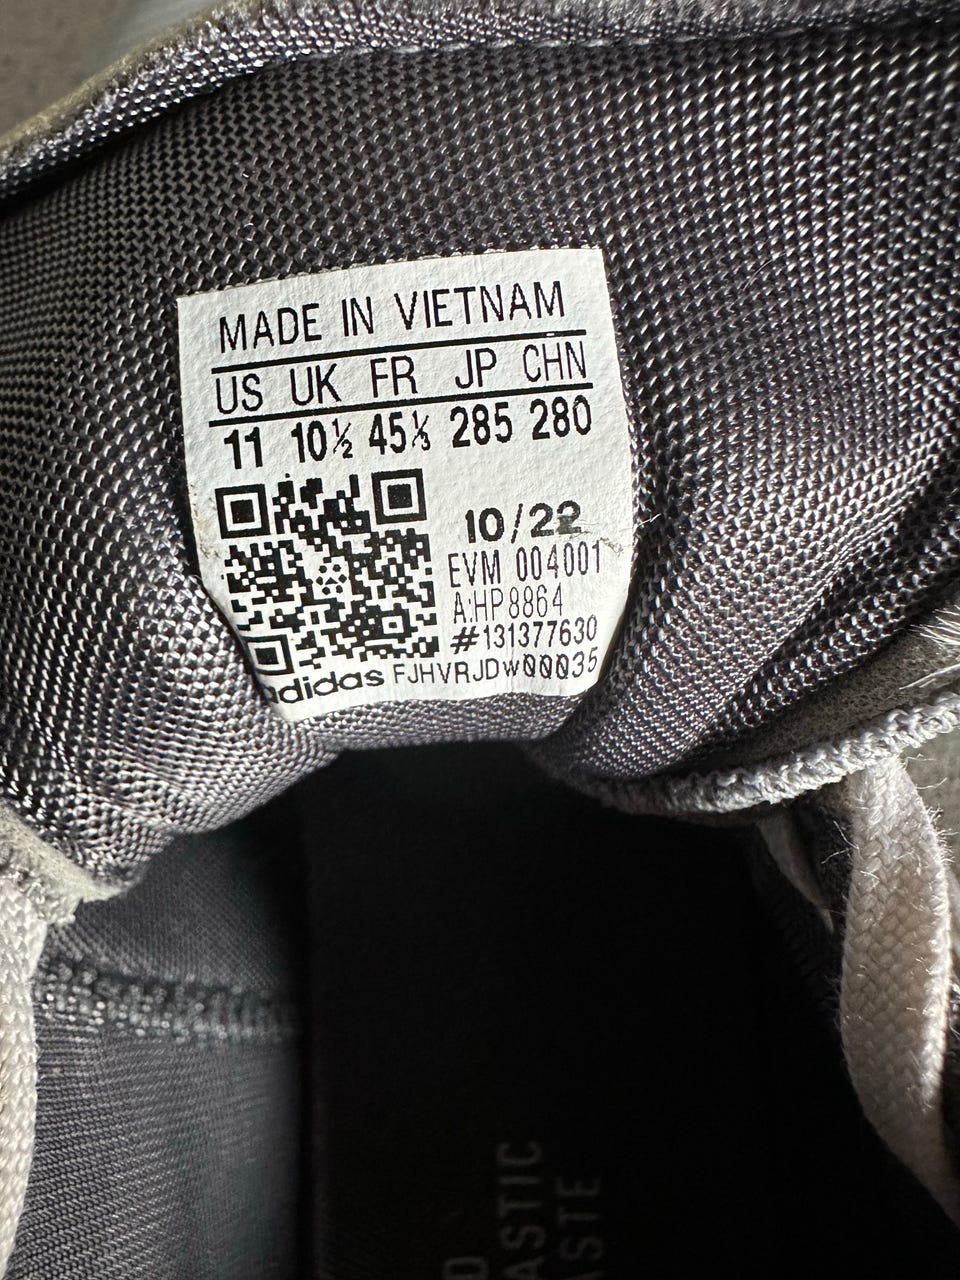 MADE IN VIETNAM
US UK FR JP CHN
11 10½ 45⅓ 285 280
10/22
EVM 004001
A:HP8864
#131377630
adidas FJHVRJDW00035